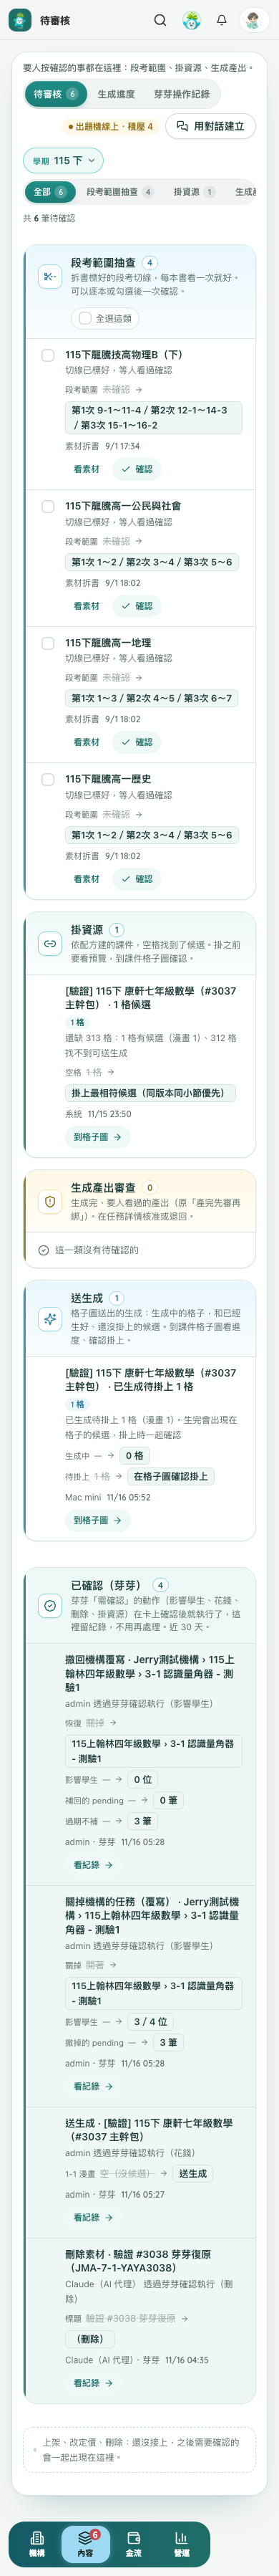 待審核
要人按確認的事都在這裡：段考範圍、掛資源、生成產出。
待審核 6 生成進度 芽芽操作紀錄
出題機線上・積壓 4 用對話建立
學期 115 下
全部 6 段考範圍抽查 4 掛資源 1
共 6 筆待確認
段考範圍抽查 4
拆書標好的段考切線，每本書看一次就好。
可以逐本或勾選後一次確認。
全選這類
115下龍騰技高物理B（下）
切線已標好，等人看過確認
段考範圍 未確認 →
第1次 9-1～11-4 / 第2次 12-1～14-3
/ 第3次 15-1～16-2
素材拆書 9/1 17:34
看素材 確認
115下龍騰高一公民與社會
切線已標好，等人看過確認
段考範圍 未確認 →
第1次 1～2 / 第2次 3～4 / 第3次 5～6
素材拆書 9/1 18:02
看素材 確認
115下龍騰高一地理
切線已標好，等人看過確認
段考範圍 未確認 →
第1次 1～3 / 第2次 4～5 / 第3次 6～7
素材拆書 9/1 18:02
看素材 確認
115下龍騰高一歷史
切線已標好，等人看過確認
段考範圍 未確認 →
第1次 1～2 / 第2次 3～4 / 第3次 5～6
素材拆書 9/1 18:02
看素材 確認
掛資源 1
依配方建的課件，空格找到了候選。掛之前
要看預覽，到課件格子圖確認。
[驗證] 115下 康軒七年級數學（#3037
主幹包）・1 格候選
1 格
還缺 313 格：1 格有候選（漫畫 1）、312 格
找不到可送生成
空格 1 格 →
掛上最相符候選（同版本同小節優先）
系統 11/15 23:50
到格子圖 →
生成產出審查 0
生成完、要人看過的產出（原「產完先審再
綁」）。在任務詳情核准或退回。
這一類沒有待確認的
送生成 1
格子圖送出的生成：生成中的格子，和已經
生好、還沒掛上的候選。到課件格子圖看進
度、確認掛上。
[驗證] 115下 康軒七年級數學（#3037
主幹包）・已生成待掛上 1 格
1 格
已生成待掛上 1 格（漫畫 1）。生完會出現在
格子的候選、掛上時一起確認
生成中 — → 0 格
待掛上 1 格 → 在格子圖確認掛上
Mac mini 11/16 05:52
到格子圖 →
已確認（芽芽） 4
芽芽「需確認」的動作（影響學生、花錢、
刪除、掛資源）在卡上確認後就執行了，這
裡留紀錄，不用再處理。近 30 天。
撤回機構覆寫・Jerry測試機構 › 115上
翰林四年級數學 › 3-1 認識量角器 - 測
驗1
admin 透過芽芽確認執行（影響學生）
恢復 關掉 →
115上翰林四年級數學 › 3-1 認識量角器
- 測驗1
影響學生 — → 0 位
補回的 pending — → 0 筆
過期不補 — → 3 筆
admin・芽芽 11/16 05:28
看紀錄 →
關掉機構的任務（覆寫）・Jerry測試機
構 › 115上翰林四年級數學 › 3-1 認識量
角器 - 測驗1
admin 透過芽芽確認執行（影響學生）
關掉 開著 →
115上翰林四年級數學 › 3-1 認識量角器
- 測驗1
影響學生 — → 3 / 4 位
撤掉的 pending — → 3 筆
admin・芽芽 11/16 05:28
看紀錄 →
送生成・[驗證] 115下 康軒七年級數學
（#3037 主幹包）
admin 透過芽芽確認執行（花錢）
1-1 漫畫 空（沒候選） → 送生成
admin・芽芽 11/16 05:27
看紀錄 →
刪除素材・驗證 #3038 芽芽復原
（JMA-7-1-YAYA3038）
Claude（AI 代理） 透過芽芽確認執行（刪
除）
標題 驗證 #3038 芽芽復原 →
（刪除）
Claude（AI 代理）・芽芽 11/16 04:35
看紀錄 →
上架、改定價、刪除：還沒接上，之後需要確認的
會一起出現在這裡。
6
機構 內容 金流 營運